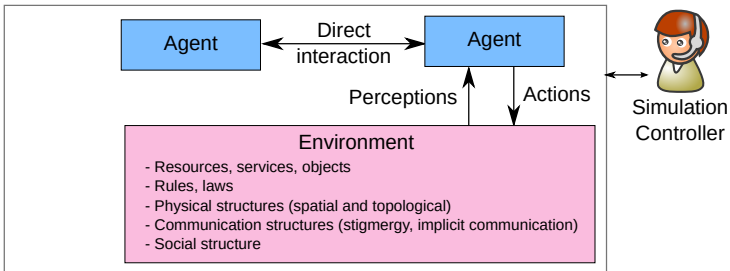 Agent
Direct
interaction
Agent
Perceptions
Actions
Simulation
Controller
Environment
- Resources, services, objects
- Rules, laws
- Physical structures (spatial and topological)
- Communication structures (stigmergy, implicit communication)
- Social structure